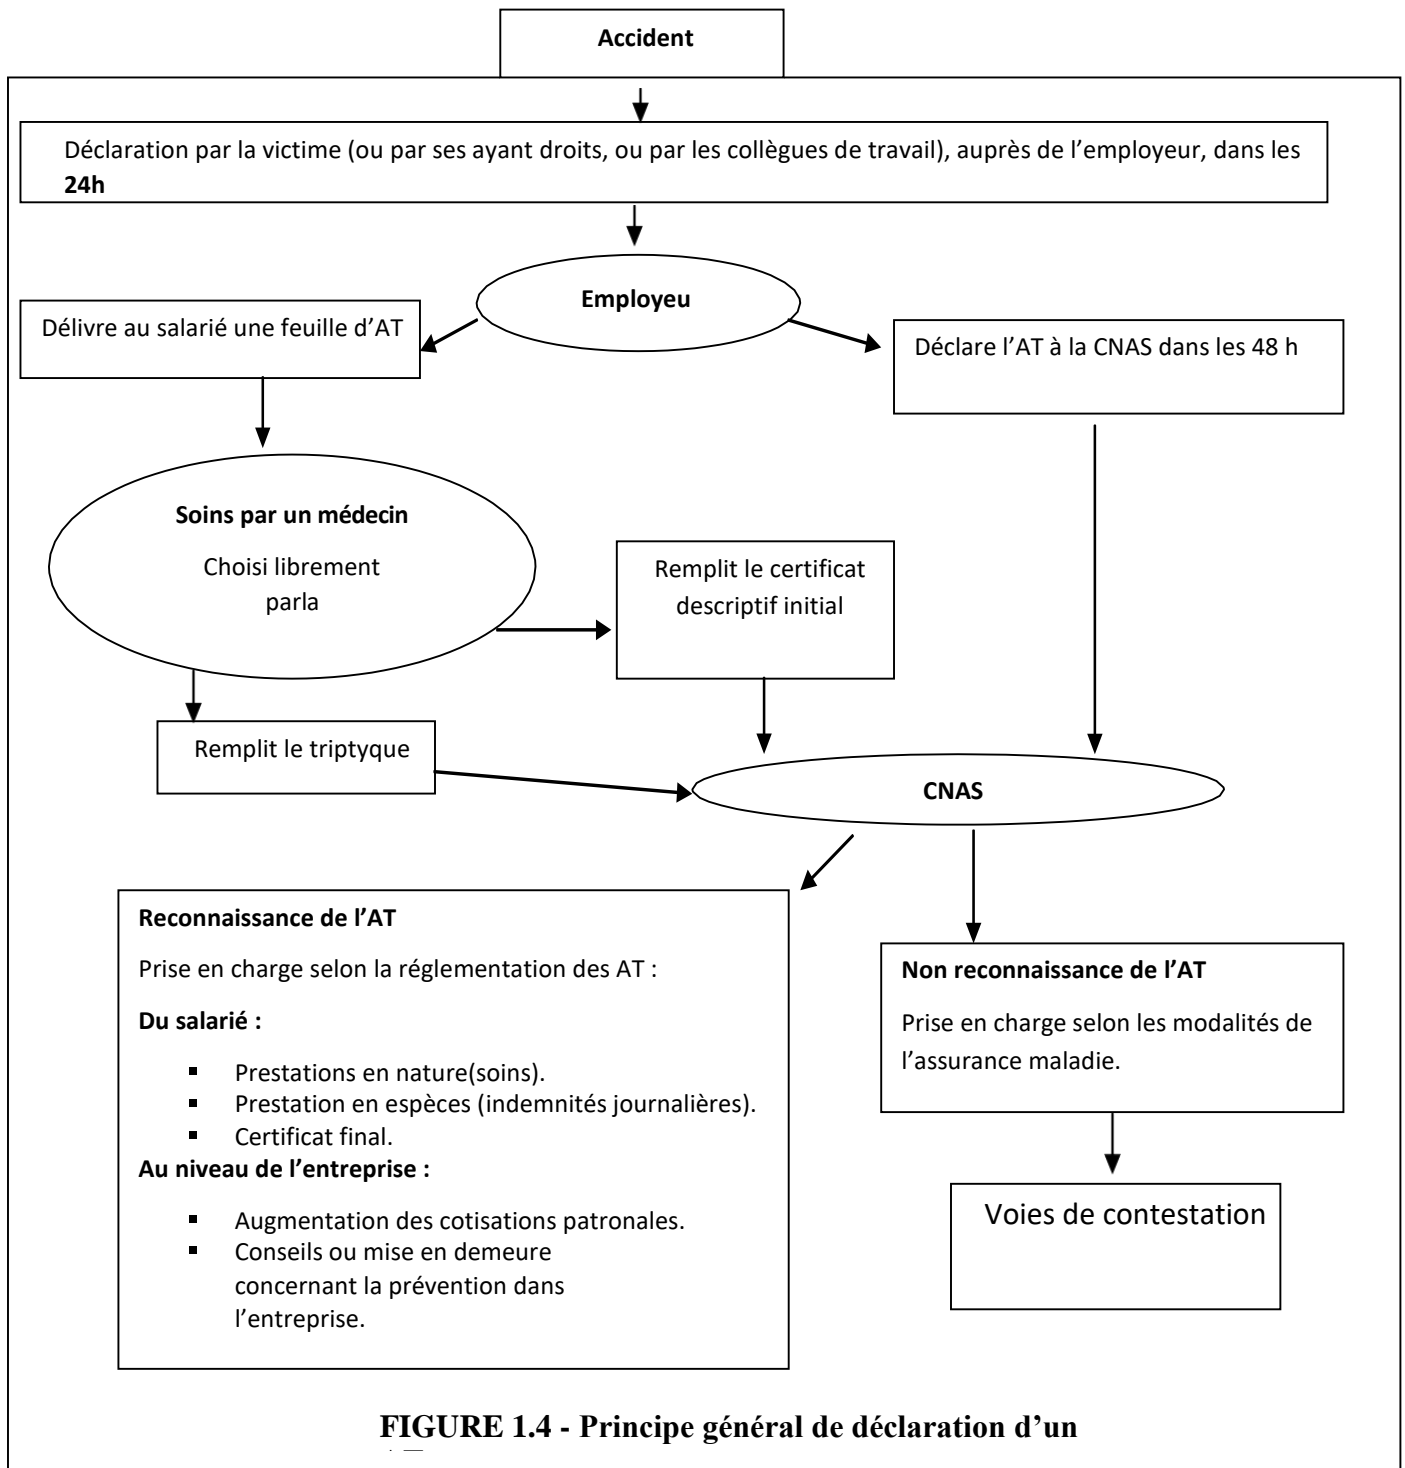 Accident
Déclaration par la victime (ou par ses ayant droits, ou par les collègues de travail), auprès de l’employeur, dans les
24h
Employeu
Délivre au salarié une feuille d’AT
Déclare l’AT à la CNAS dans les 48 h
Soins par un médecin
Choisi librement
parla
Remplit le certificat
descriptif initial
Remplit le triptyque
CNAS
Reconnaissance de l’AT
Prise en charge selon la réglementation des AT :
Du salarié :
▪ Prestations en nature(soins).
▪ Prestation en espèces (indemnités journalières).
▪ Certificat final.
Au niveau de l’entreprise :
▪ Augmentation des cotisations patronales.
▪ Conseils ou mise en demeure
concernant la prévention dans
l’entreprise.
Non reconnaissance de l’AT
Prise en charge selon les modalités de
l’assurance maladie.
Voies de contestation
FIGURE 1.4 - Principe général de déclaration d’un